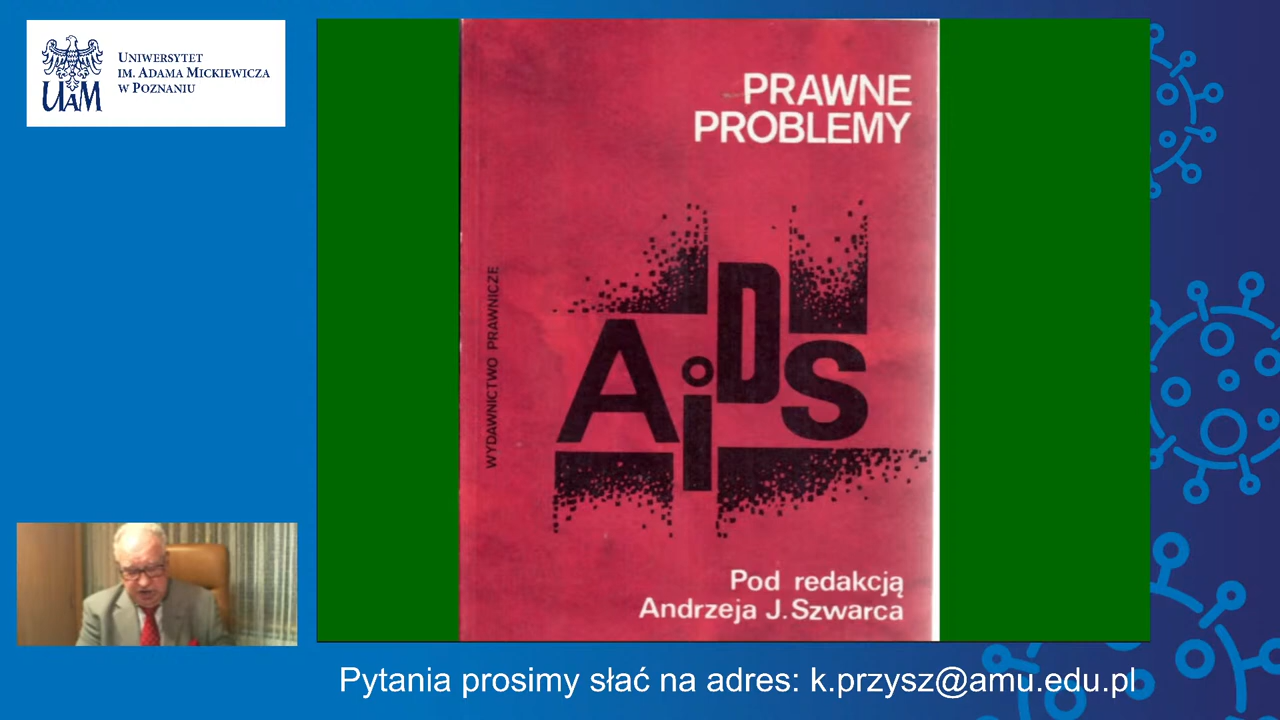 UNIWERSYTET
IM. ADAMA MICKIEWICZA
W POZNANIU
UAM
PRAWNE
PROBLEMY
WYDAWNICTWO PRAWNICZE
AiDS
Pod redakcją
Andrzeja J. Szwarca
Pytania prosimy słać na adres: k.przysz@amu.edu.pl